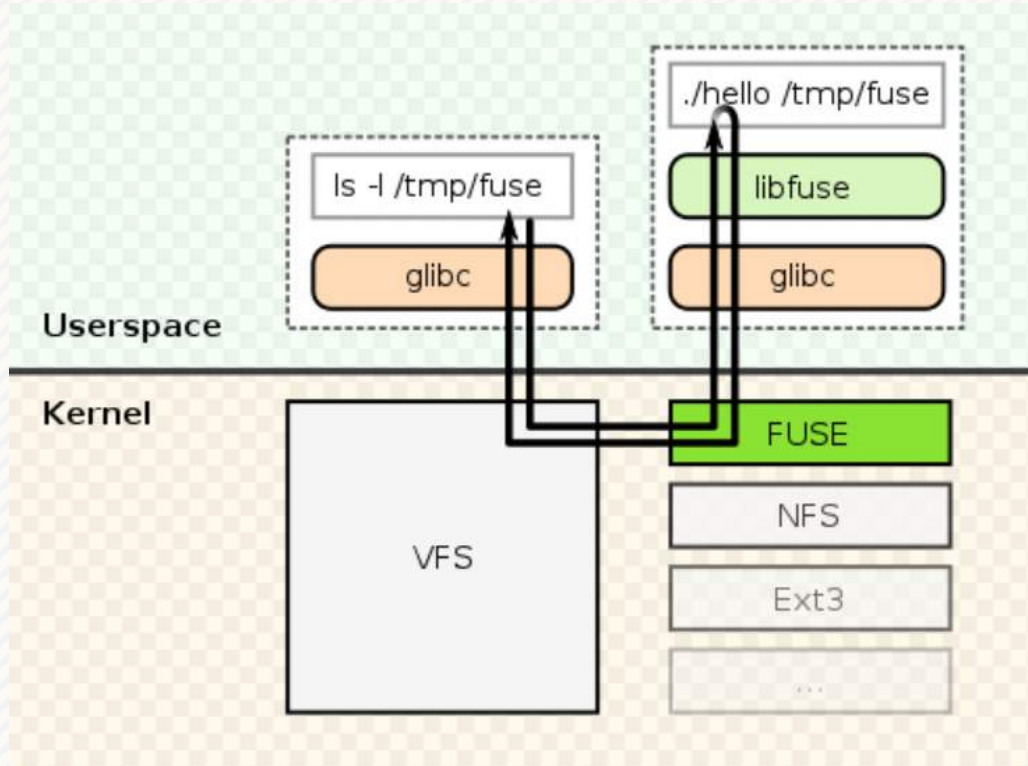 ./hello /tmp/fuse
ls -l /tmp/fuse
libfuse
glibc
glibc
Userspace
Kernel
FUSE
NFS
VFS
Ext3
...